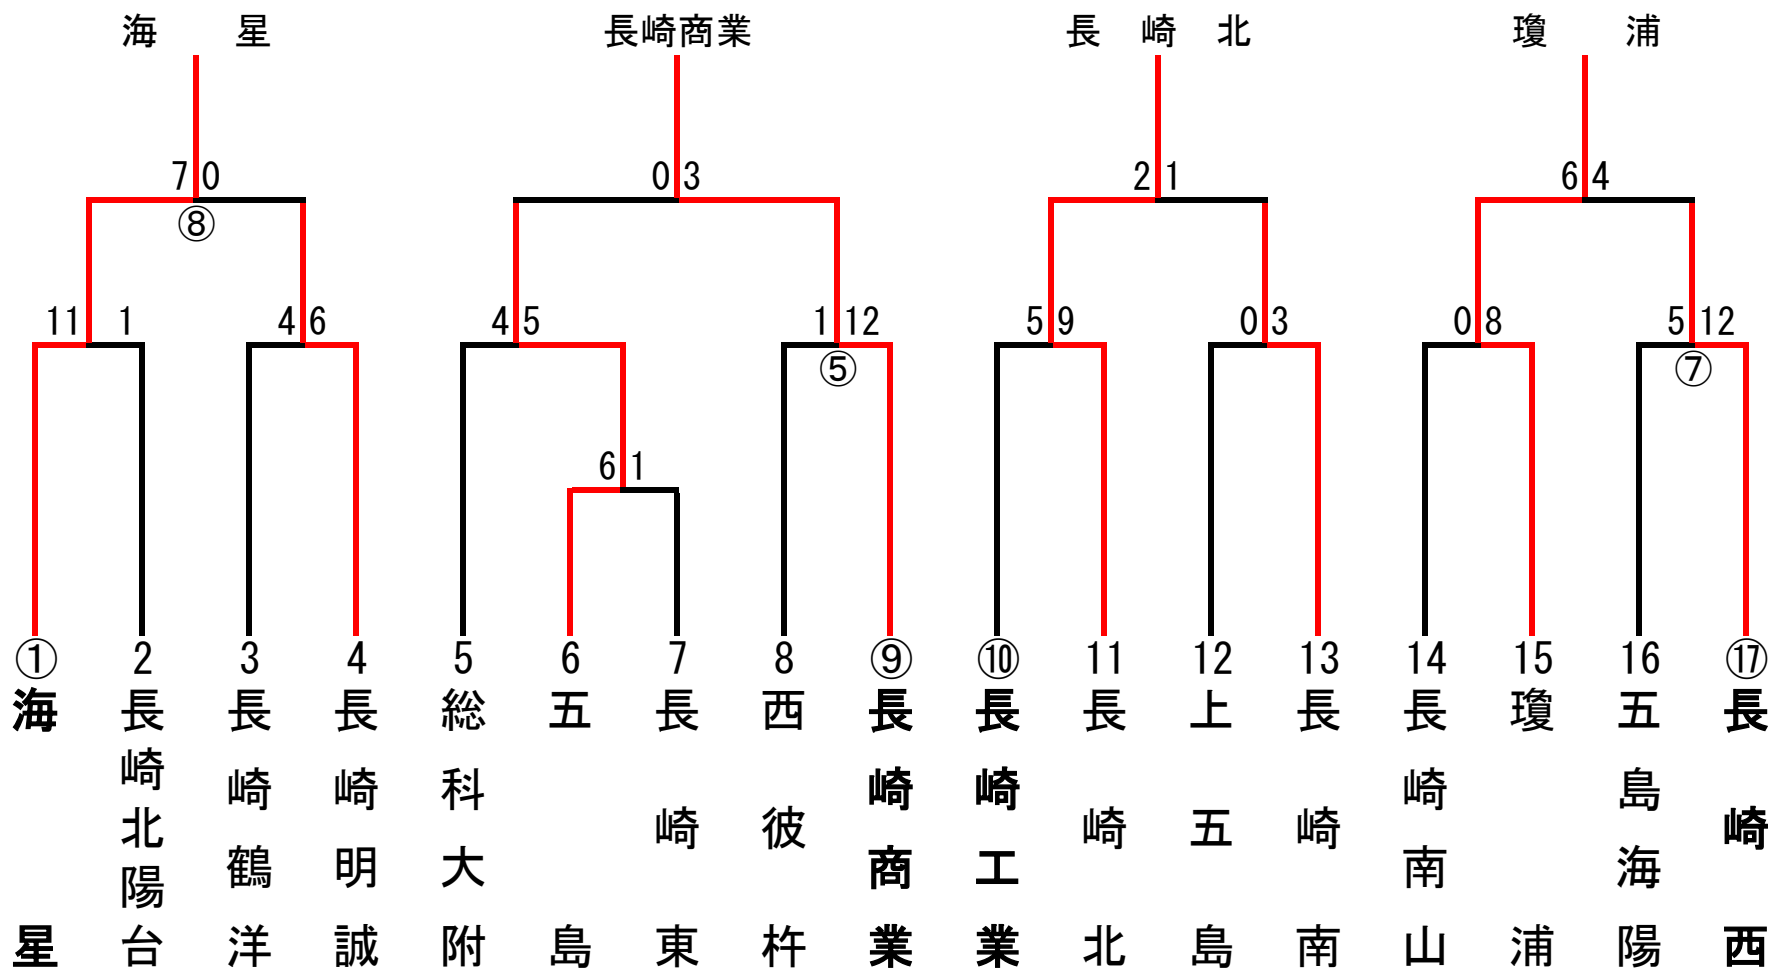 海星 長崎商業 長崎北 瓊浦
7 0 0 3 2 1 6 4
⑧
11 1 4 6 4 5 1 12 5 9 0 3 0 8 5 12
⑤ ⑦
6 1
① 2 3 4 5 6 7 8 ⑨ ⑩ 11 12 13 14 15 16 ⑰
海星
長崎北陽台
長崎鶴洋
長崎明誠
総科大附
五島
長崎東
西彼杵
長崎商業
長崎工業
長崎北
上五島
長崎南
長崎南山
瓊浦
五島海陽
長崎西